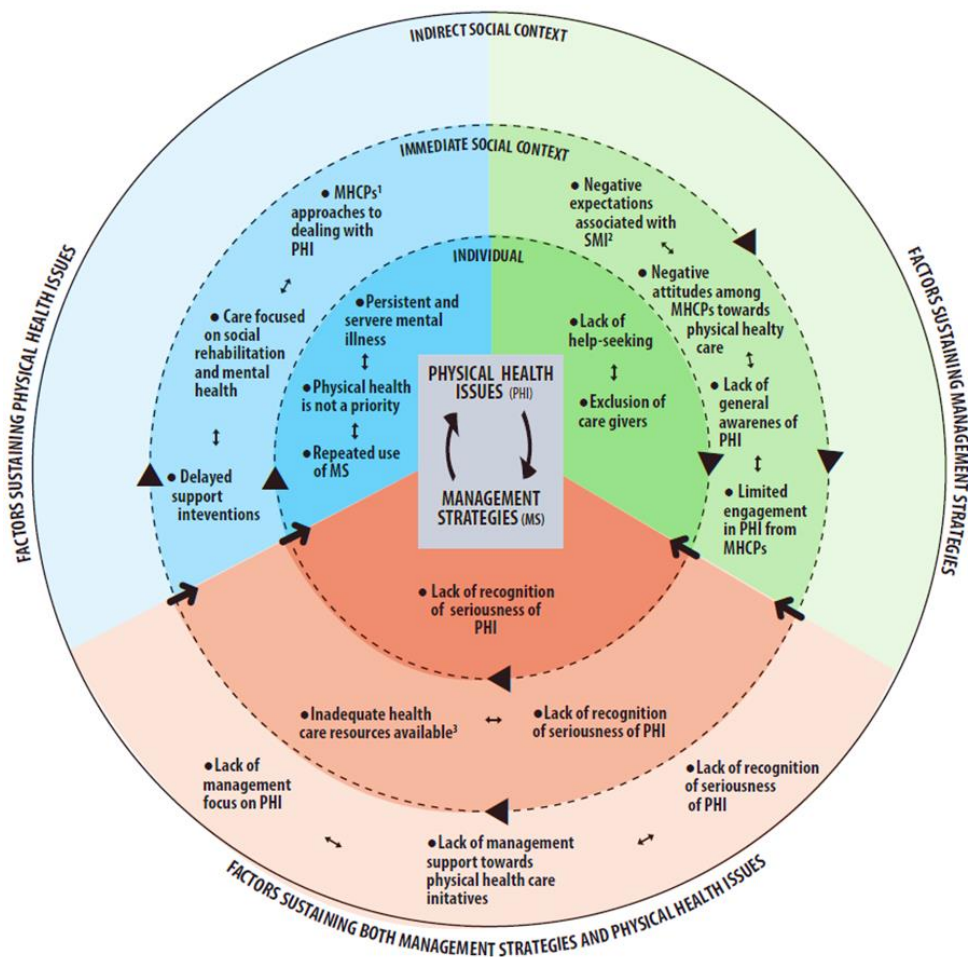 INDIRECT SOCIAL CONTEXT
IMMEDIATE SOCIAL CONTEXT
INDIVIDUAL
FACTORS SUSTAINING PHYSICAL HEALTH ISSUES
● MHCPs¹
approaches to
dealing with
PHI
● Care focused
on social
rehabilitation
and mental
health
● Delayed
support
inteventions
● Persistent and
servere mental
illness
● Physical health
is not a priority
● Repeated use
of MS
PHYSICAL HEALTH
ISSUES (PHI)
MANAGEMENT
STRATEGIES (MS)
● Lack of
help-seeking
● Exclusion of
care givers
● Negative
expectations
associated with
SMI²
● Negative
attitudes among
MHCPs towards
physical healty
care
● Lack of
general
awarenes of
PHI
● Limited
engagement
in PHI from
MHCPs
FACTORS SUSTAINING MANAGEMENT STRATEGIES
● Lack of recognition
of seriousness of
PHI
● Inadequate health
care resources available³
● Lack of recognition
of seriousness of PHI
● Lack of
management
focus on PHI
● Lack of management
support towards
physical health care
initatives
● Lack of recognition
of seriousness
of PHI
FACTORS SUSTAINING BOTH MANAGEMENT STRATEGIES AND PHYSICAL HEALTH ISSUES